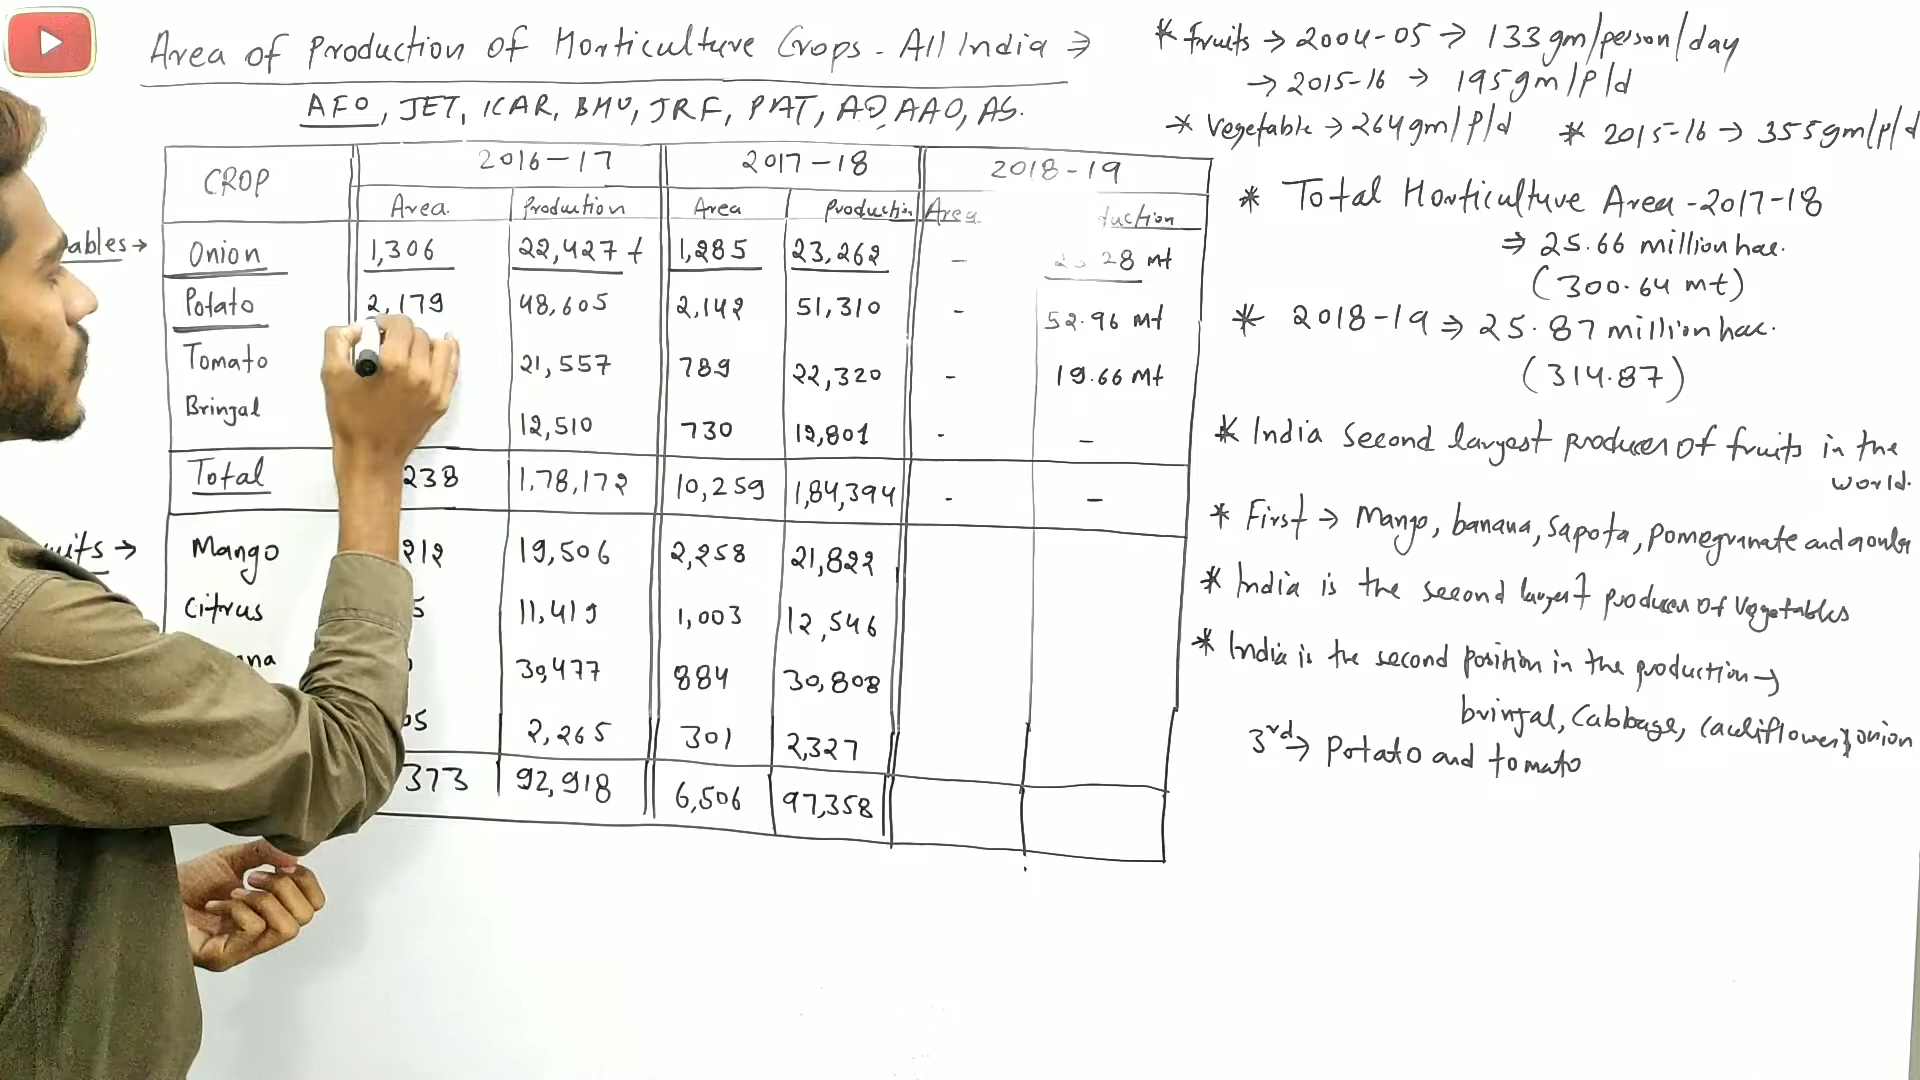 Area of Production of Horticulture Crops - All India ⇒
AFO, JET, ICAR, BHU, JRF, PAT, AO, AAO, AS.
CROP 2016-17 2017-18 2018-19
Area. Production Area Production Area duction
ables →
Onion 1,306 22,427 t 1,285 23,262 - 28 mt
Potato 2,179 48,605 2,142 51,310 - 52.96 mt
Tomato 21,557 789 22,320 - 19.66 mt
Brinjal 12,510 730 12,801 - -
Total 238 1,78,172 10,259 1,84,394 - -
uits →
Mango 212 19,506 2,258 21,822
Citrus 5 11,419 1,003 12,546
na 30,477 884 30,808
05 2,265 301 2,327
373 92,918 6,506 97,358
* fruits → 2004-05 → 133 gm/person/day
→ 2015-16 → 195 gm/P/d
* Vegetable → 264 gm/P/d * 2015-16 → 355 gm/P/d
* Total Horticulture Area - 2017-18
⇒ 25.66 million hac.
(300.64 mt)
* 2018-19 ⇒ 25.87 million hac.
(314.87)
* India Second largest producer of fruits in the
world.
* First → Mango, banana, Sapota, Pomegranate and aonla
* India is the second largest producer of Vegetables
* India is the second position in the production →
brinjal, Cabbage, Cauliflower, onion
3rd → Potato and tomato